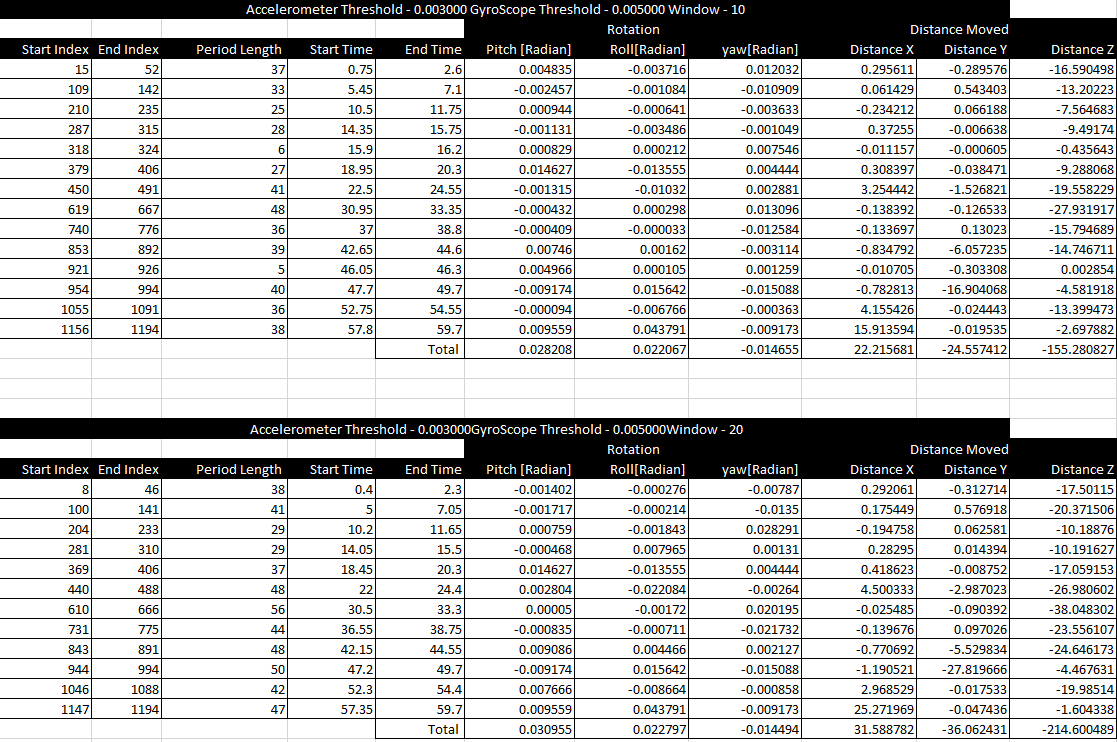 Accelerometer Threshold - 0.003000 GyroScope Threshold - 0.005000 Window - 10
Rotation Distance Moved
Start Index End Index Period Length Start Time End Time Pitch [Radian] Roll[Radian] yaw[Radian] Distance X Distance Y Distance Z
15 52 37 0.75 2.6 0.004835 -0.003716 0.012032 0.295611 -0.289576 -16.590498
109 142 33 5.45 7.1 -0.002457 -0.001084 -0.010909 0.061429 0.543403 -13.20223
210 235 25 10.5 11.75 0.000944 -0.000641 -0.003633 -0.234212 0.066188 -7.564683
287 315 28 14.35 15.75 -0.001131 -0.003486 -0.001049 0.37255 -0.006638 -9.49174
318 324 6 15.9 16.2 0.000829 0.000212 0.007546 -0.011157 -0.000605 -0.435643
379 406 27 18.95 20.3 0.014627 -0.013555 0.004444 0.308397 -0.038471 -9.288068
450 491 41 22.5 24.55 -0.001315 -0.01032 0.002881 3.254442 -1.526821 -19.558229
619 667 48 30.95 33.35 -0.000432 0.000298 0.013096 -0.138392 -0.126533 -27.931917
740 776 36 37 38.8 -0.000409 -0.000033 -0.012584 -0.133697 0.13023 -15.794689
853 892 39 42.65 44.6 0.00746 0.00162 -0.003114 -0.834792 -6.057235 -14.746711
921 926 5 46.05 46.3 0.004966 0.000105 0.001259 -0.010705 -0.303308 0.002854
954 994 40 47.7 49.7 -0.009174 0.015642 -0.015088 -0.782813 -16.904068 -4.581918
1055 1091 36 52.75 54.55 -0.000094 -0.006766 -0.000363 4.155426 -0.024443 -13.399473
1156 1194 38 57.8 59.7 0.009559 0.043791 -0.009173 15.913594 -0.019535 -2.697882
Total 0.028208 0.022067 -0.014655 22.215681 -24.557412 -155.280827
Accelerometer Threshold - 0.003000GyroScope Threshold - 0.005000Window - 20
Rotation Distance Moved
Start Index End Index Period Length Start Time End Time Pitch [Radian] Roll[Radian] yaw[Radian] Distance X Distance Y Distance Z
8 46 38 0.4 2.3 -0.001402 -0.000276 -0.00787 0.292061 -0.312714 -17.50115
100 141 41 5 7.05 -0.001717 -0.000214 -0.0135 0.175449 0.576918 -20.371506
204 233 29 10.2 11.65 0.000759 -0.001843 0.028291 -0.194758 0.062581 -10.18876
281 310 29 14.05 15.5 -0.000468 0.007965 0.00131 0.28295 0.014394 -10.191627
369 406 37 18.45 20.3 0.014627 -0.013555 0.004444 0.418623 -0.008752 -17.059153
440 488 48 22 24.4 0.002804 -0.022084 -0.00264 4.500333 -2.987023 -26.980602
610 666 56 30.5 33.3 0.00005 -0.00172 0.020195 -0.025485 -0.090392 -38.048302
731 775 44 36.55 38.75 -0.000835 -0.000711 -0.021732 -0.139676 0.097026 -23.556107
843 891 48 42.15 44.55 0.009086 0.004466 0.002127 -0.770692 -5.529834 -24.646173
944 994 50 47.2 49.7 -0.009174 0.015642 -0.015088 -1.190521 -27.819666 -4.467631
1046 1088 42 52.3 54.4 0.007666 -0.008664 -0.000858 2.968529 -0.017533 -19.98514
1147 1194 47 57.35 59.7 0.009559 0.043791 -0.009173 25.271969 -0.047436 -1.604338
Total 0.030955 0.022797 -0.014494 31.588782 -36.062431 -214.600489